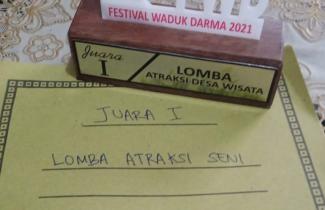 FESTIVAL WADUK DARMA 2021
Juara
I
LOMBA
ATRAKSI DESA WISATA
JUARA I
LOMBA ATRAKSI SENI